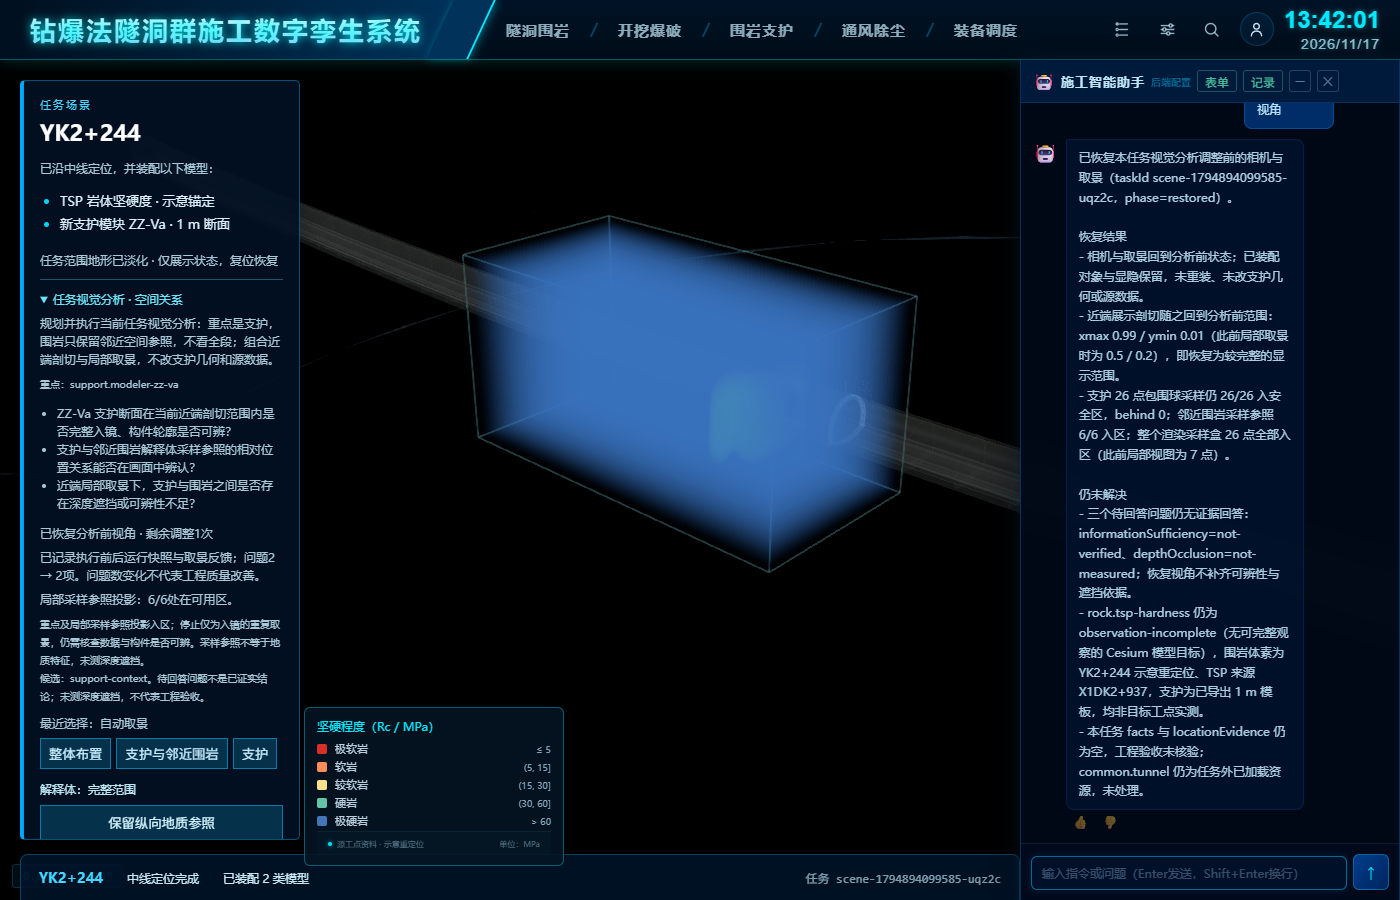 钻爆法隧洞群施工数字孪生系统
隧洞围岩 / 开挖爆破 / 围岩支护 / 通风除尘 / 装备调度
13:42:01
2026/11/17
任务场景
YK2+244
已沿中线定位，并装配以下模型：
• TSP 岩体坚硬度 · 示意锚定
• 新支护模块 ZZ-Va · 1 m 断面
任务范围地形已淡化 · 仅展示状态，复位恢复
▼ 任务视觉分析 · 空间关系
规划并执行当前任务视觉分析：重点是支护，
围岩只保留邻近空间参照，不看全段；组合近
端剖切与局部取景，不改支护几何和源数据。
重点：support.modeler-zz-va
• ZZ-Va 支护断面在当前近端剖切范围内是
否完整入镜、构件轮廓是否可辨？
• 支护与邻近围岩解释体采样参照的相对位
置关系能否在画面中辨认？
• 近端局部取景下，支护与围岩之间是否存
在深度遮挡或可辨性不足？
已恢复分析前视角 · 剩余调整1次
已记录执行前后运行快照与取景反馈；问题2
→ 2项。问题数变化不代表工程质量改善。
局部采样参照投影：6/6处在可用区。
重点及局部采样参照投影入区；停止仅为入镜的重复取
景，仍需核查数据与构件是否可辨。采样参照不等于地
质特征，未测深度遮挡。
候选：support-context。待回答问题不是已证实结
论；未测深度遮挡，不代表工程验收。
最近选择：自动取景
整体布置 支护与邻近围岩 支护
解释体：完整范围
保留纵向地质参照
坚硬程度（Rc / MPa）
极软岩 ≤ 5
软岩 (5, 15]
较软岩 (15, 30]
硬岩 (30, 60]
极硬岩 > 60
源工点资料 · 示意重定位 单位：MPa
YK2+244 中线定位完成 已装配 2 类模型 任务 scene-1794894099585-uqz2c
施工智能助手 后端配置 表单 记录
视角
已恢复本任务视觉分析调整前的相机与
取景（taskId scene-1794894099585-
uqz2c，phase=restored）。
恢复结果
- 相机与取景回到分析前状态；已装配
对象与显隐保留，未重装、未改支护几
何或源数据。
- 近端展示剖切随之回到分析前范围：
xmax 0.99 / ymin 0.01（此前局部取景
时为 0.5 / 0.2），即恢复为较完整的显
示范围。
- 支护 26 点包围球采样仍 26/26 入安
全区，behind 0；邻近围岩采样参照
6/6 入区；整个渲染采样盒 26 点全部入
区（此前局部视图为 7 点）。
仍未解决
- 三个待回答问题仍无证据回答：
informationSufficiency=not-
verified、depthOcclusion=not-
measured；恢复视角不补齐可辨性与
遮挡依据。
- rock.tsp-hardness 仍为
observation-incomplete（无可完整观
察的 Cesium 模型目标），围岩体素为
YK2+244 示意重定位、TSP 来源
X1DK2+937，支护为已导出 1 m 模
板，均非目标工点实测。
- 本任务 facts 与 locationEvidence 仍
为空，工程验收未核验；
common.tunnel 仍为任务外已加载资
源，未处理。
输入指令或问题（Enter发送，Shift+Enter换行）